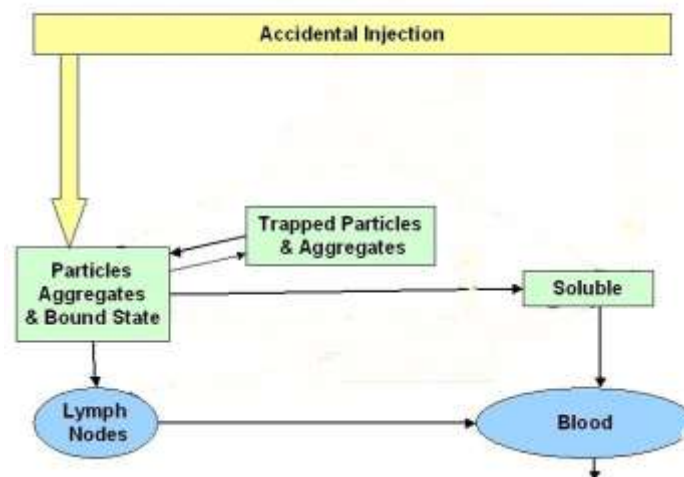 Accidental Injection
Trapped Particles
& Aggregates
Particles
Aggregates
& Bound State
Soluble
Lymph
Nodes
Blood